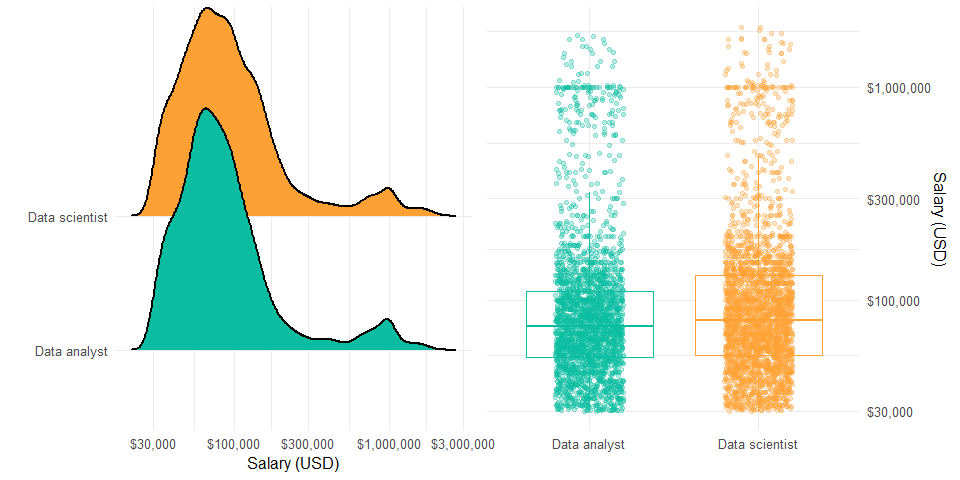 Data scientist
Data analyst
$30,000
$100,000
$300,000
$1,000,000
$3,000,000
Salary (USD)
$1,000,000
$300,000
$100,000
$30,000
Salary (USD)
Data analyst
Data scientist